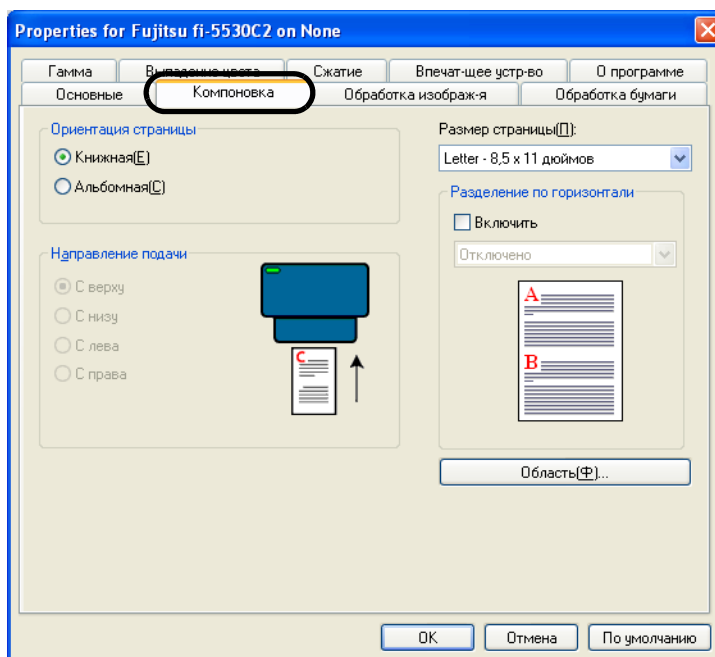 Properties for Fujitsu fi-5530C2 on None
Гамма Выпадение цвета Сжатие Впечат-щее устр-во О программе
Основные Компоновка Обработка изображ-я Обработка бумаги
Ориентация страницы
Книжная(Е)
Альбомная(С)
Размер страницы(П):
Letter - 8,5 x 11 дюймов
Разделение по горизонтали
Включить
Отключено
A
B
Направление подачи
С верху
С низу
С лева
С права
C
Область(Ф)...
OK Отмена По умолчанию